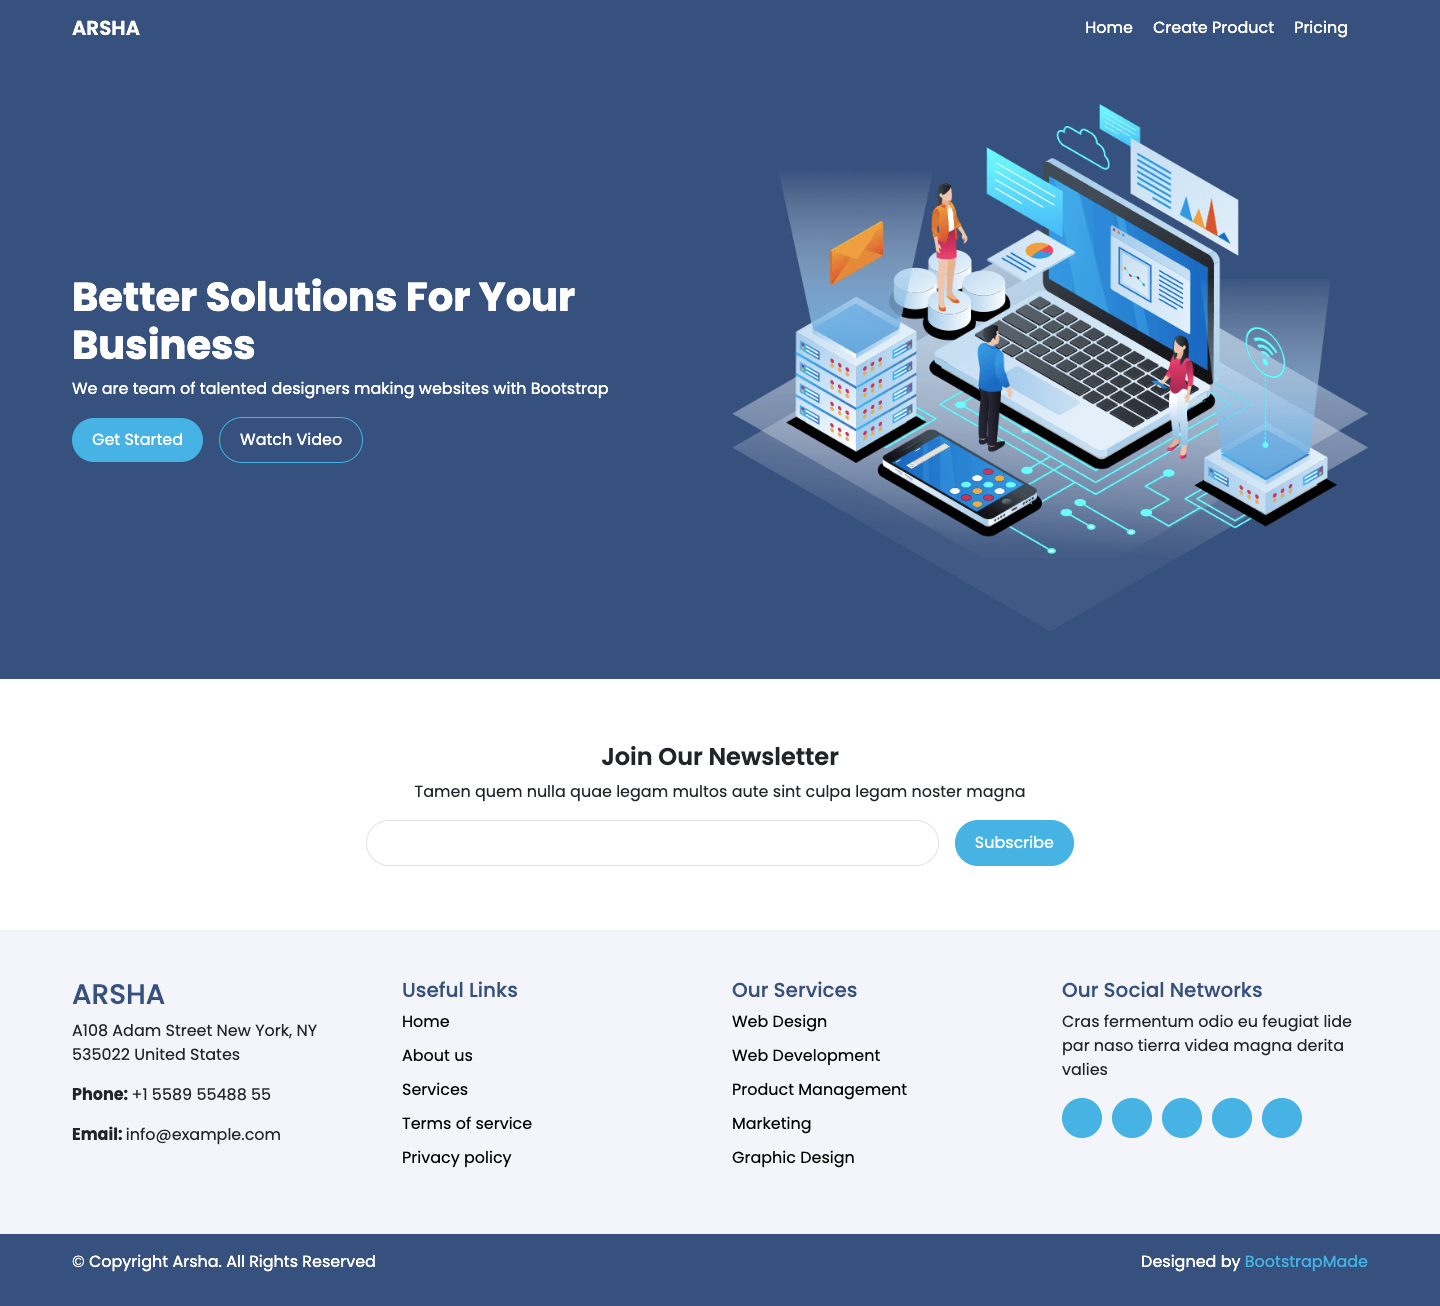 ARSHA
Home Create Product Pricing
Better Solutions For Your
Business
We are team of talented designers making websites with Bootstrap
Get Started Watch Video
Join Our Newsletter
Tamen quem nulla quae legam multos aute sint culpa legam noster magna
Subscribe
ARSHA
A108 Adam Street New York, NY
535022 United States
Phone: +1 5589 55488 55
Email: info@example.com
Useful Links
Home
About us
Services
Terms of service
Privacy policy
Our Services
Web Design
Web Development
Product Management
Marketing
Graphic Design
Our Social Networks
Cras fermentum odio eu feugiat lide
par naso tierra videa magna derita
valies
© Copyright Arsha. All Rights Reserved
Designed by BootstrapMade